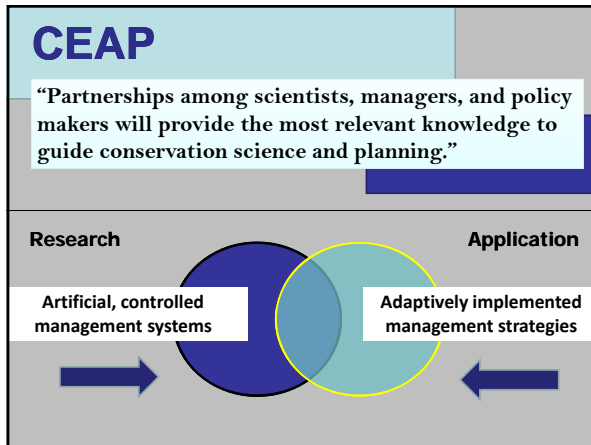 CEAP
“Partnerships among scientists, managers, and policy
makers will provide the most relevant knowledge to
guide conservation science and planning.”
Research
Application
Artificial, controlled
management systems
Adaptively implemented
management strategies